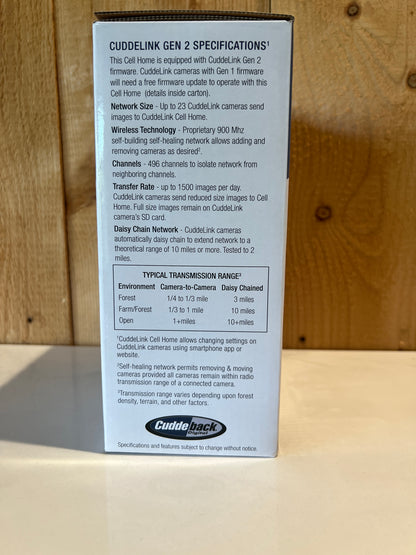 CUDDELINK GEN 2 SPECIFICATIONS¹
This Cell Home is equipped with CuddeLink Gen 2
firmware. CuddeLink cameras with Gen 1 firmware
will need a free firmware update to operate with this
Cell Home (details inside carton).
Network Size - Up to 23 CuddeLink cameras send
images to CuddeLink Cell Home.
Wireless Technology - Proprietary 900 Mhz
self-building self-healing network allows adding and
removing cameras as desired².
Channels - 496 channels to isolate network from
neighboring channels.
Transfer Rate - up to 1500 images per day.
CuddeLink cameras send reduced size images to Cell
Home. Full size images remain on CuddeLink
camera's SD card.
Daisy Chain Network - CuddeLink cameras
automatically daisy chain to extend network to a
theoretical range of 10 miles or more. Tested to 2
miles.
TYPICAL TRANSMISSION RANGE³
Environment Camera-to-Camera Daisy Chained
Forest 1/4 to 1/3 mile 3 miles
Farm/Forest 1/3 to 1 mile 10 miles
Open 1+miles 10+miles
¹CuddeLink Cell Home allows changing settings on
CuddeLink cameras using smartphone app or
website.
²Self-healing network permits removing & moving
cameras provided all cameras remain within radio
transmission range of a connected camera.
³Transmission range varies depending upon forest
density, terrain, and other factors.
Cuddeback
Digital
Specifications and features subject to change without notice.